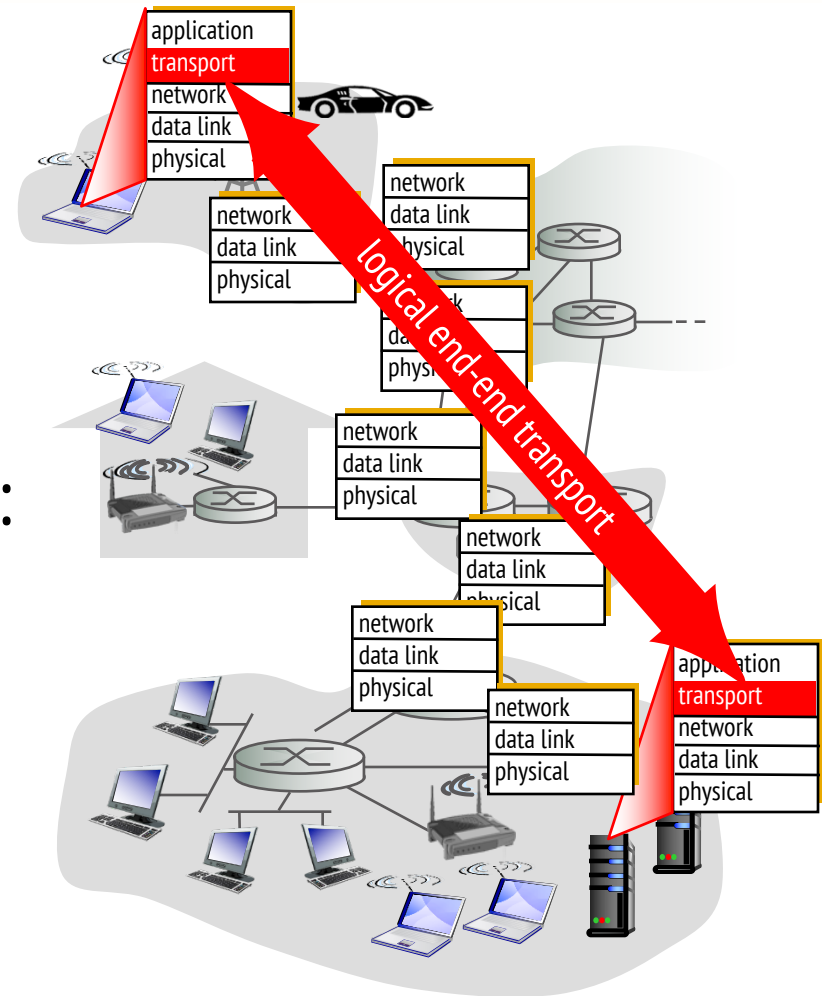 application
transport
network
data link
physical
network
data link
physical
network
data link
physical
logical end-end transport
network
data link
physical
network
data link
physical
network
data link
physical
network
data link
physical
application
transport
network
data link
physical